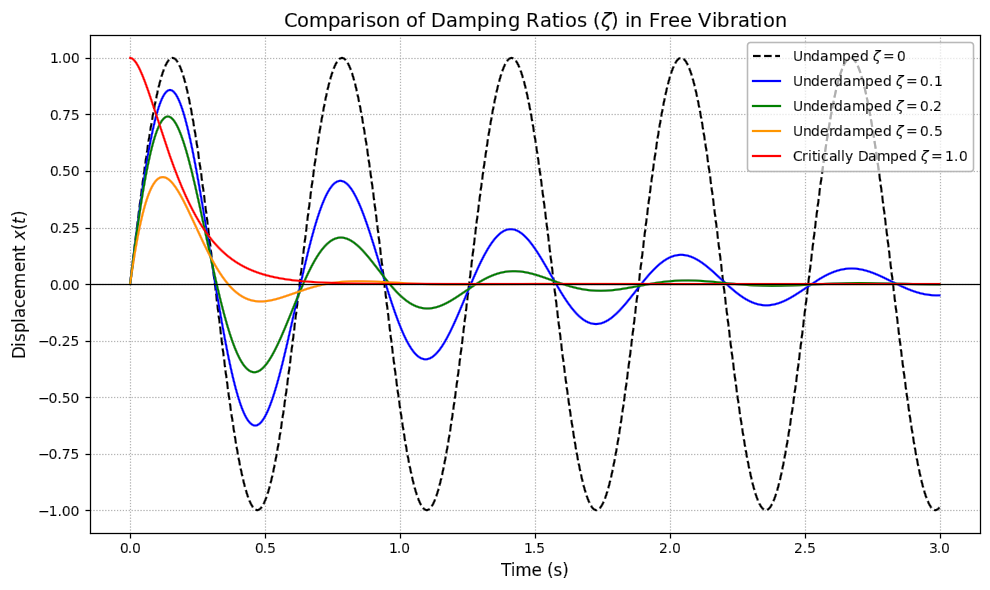 Comparison of Damping Ratios (ζ) in Free Vibration
Undamped ζ = 0
Underdamped ζ = 0.1
Underdamped ζ = 0.2
Underdamped ζ = 0.5
Critically Damped ζ = 1.0
Displacement x(t)
1.00
0.75
0.50
0.25
0.00
−0.25
−0.50
−0.75
−1.00
0.0 0.5 1.0 1.5 2.0 2.5 3.0
Time (s)